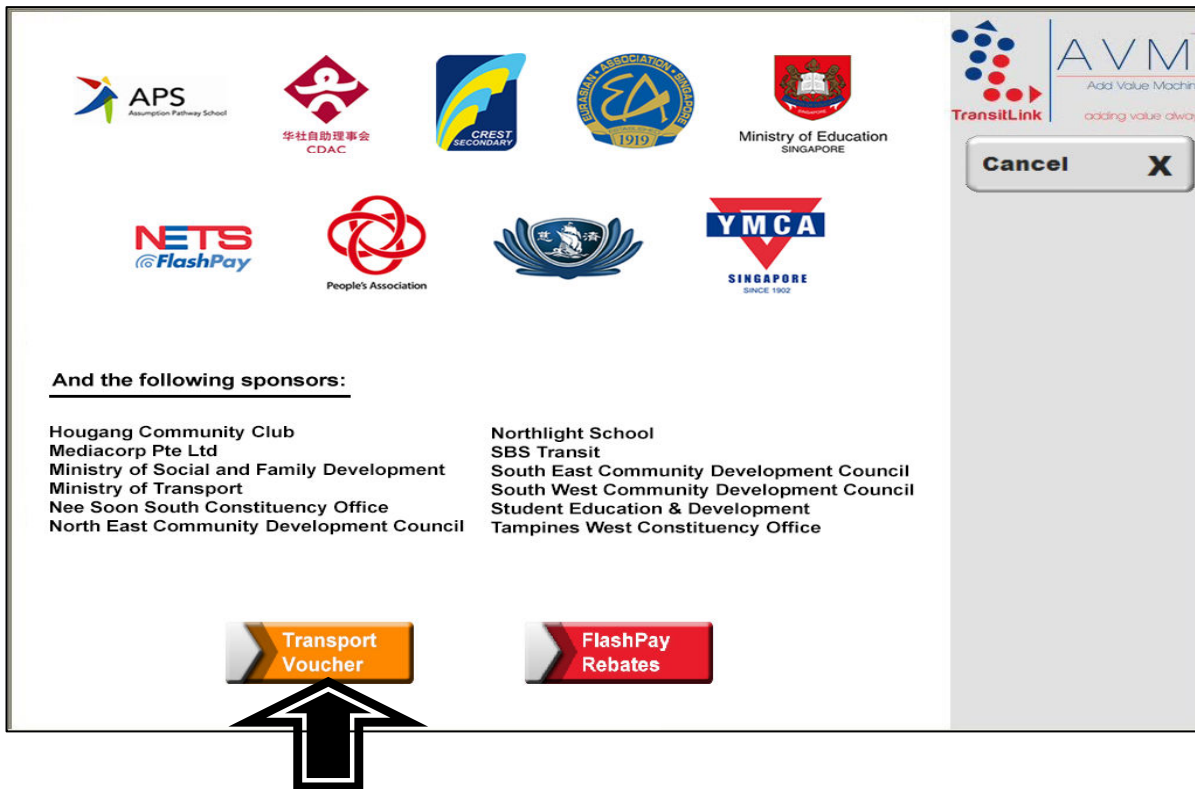 APS
Assumption Pathway School
华社自助理事会
CDAC
CREST
SECONDARY
EURASIAN • ASSOCIATION • SINGAPORE
1919
Ministry of Education
SINGAPORE
NETS
FlashPay
People's Association
慈 濟
YMCA
SINGAPORE
SINCE 1902
TransitLink
AVM
Add Value Machin
adding value alwa
Cancel X
And the following sponsors:
Hougang Community Club
Mediacorp Pte Ltd
Ministry of Social and Family Development
Ministry of Transport
Nee Soon South Constituency Office
North East Community Development Council
Northlight School
SBS Transit
South East Community Development Council
South West Community Development Council
Student Education & Development
Tampines West Constituency Office
Transport
Voucher
FlashPay
Rebates